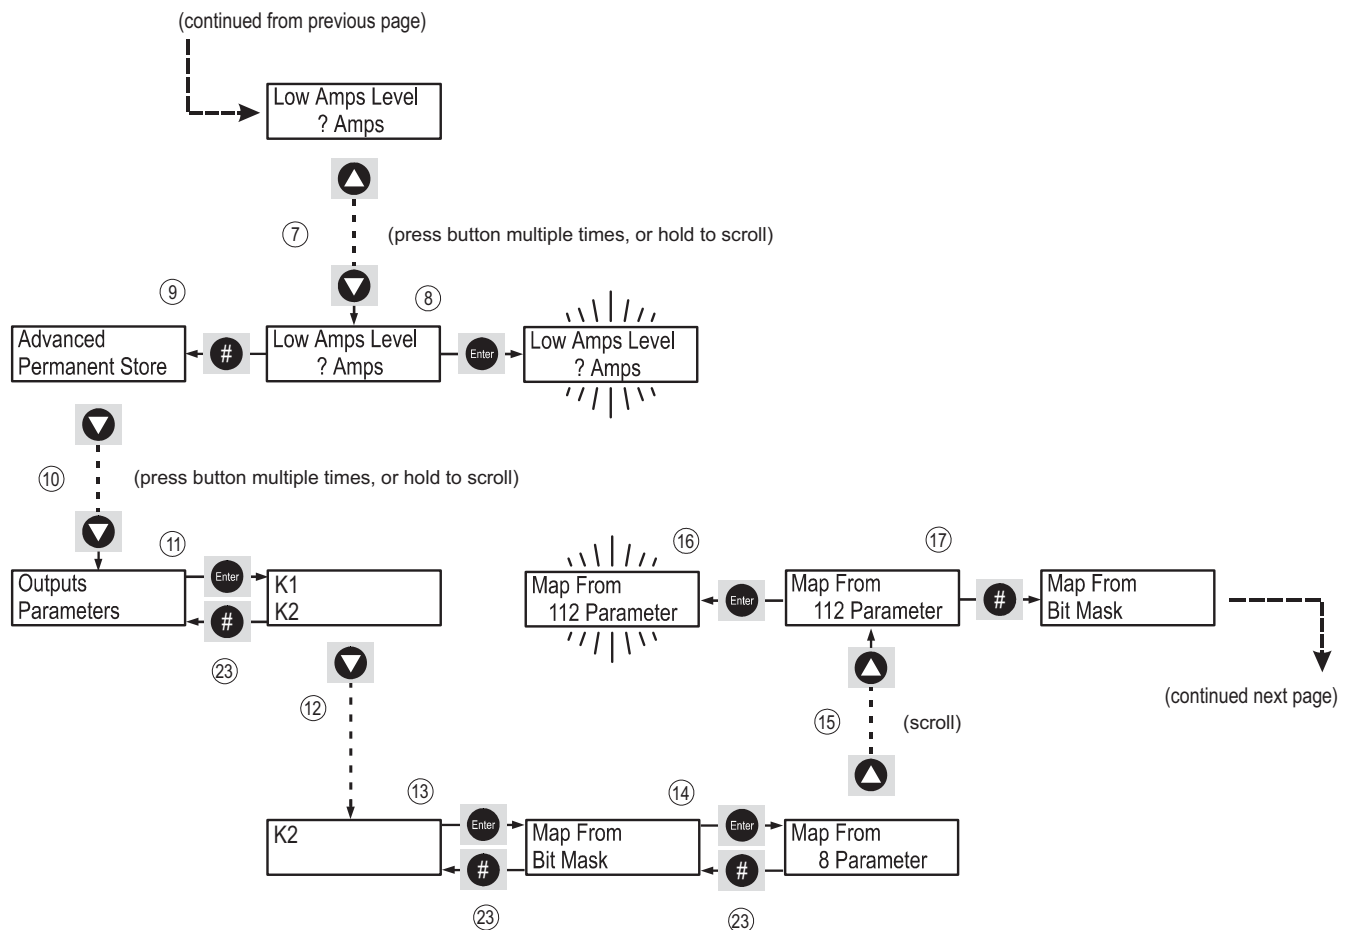 (continued from previous page)
Low Amps Level
? Amps
7
(press button multiple times, or hold to scroll)
9
8
Advanced
Permanent Store
#
Low Amps Level
? Amps
Enter
Low Amps Level
? Amps
10
(press button multiple times, or hold to scroll)
11
16
17
Outputs
Parameters
Enter
#
K1
K2
Map From
112 Parameter
Enter
Map From
112 Parameter
#
Map From
Bit Mask
23
12
15
(scroll)
(continued next page)
13
14
K2
Enter
#
Map From
Bit Mask
Enter
#
Map From
8 Parameter
23
23